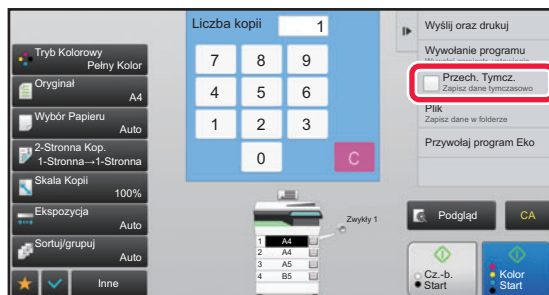 Liczba kopii
1
Tryb Kolorowy
Pełny Kolor
Oryginał
A4
Wybór Papieru
Auto
2-Stronna Kop.
1-Stronna→1-Stronna
Skala Kopii
100%
Ekspozycja
Auto
Sortuj/grupuj
Auto
Inne
7
8
9
4
5
6
1
2
3
0
C
Zwykły 1
1 A4
2 A4
3 A5
4 B5
Wyślij oraz drukuj
Wywołanie programu
Przech. Tymcz.
Zapisz dane tymczasowo
Plik
Zapisz dane w folderze
Przywołaj program Eko
Podgląd
CA
Cz.-b.
Start
Kolor
Start